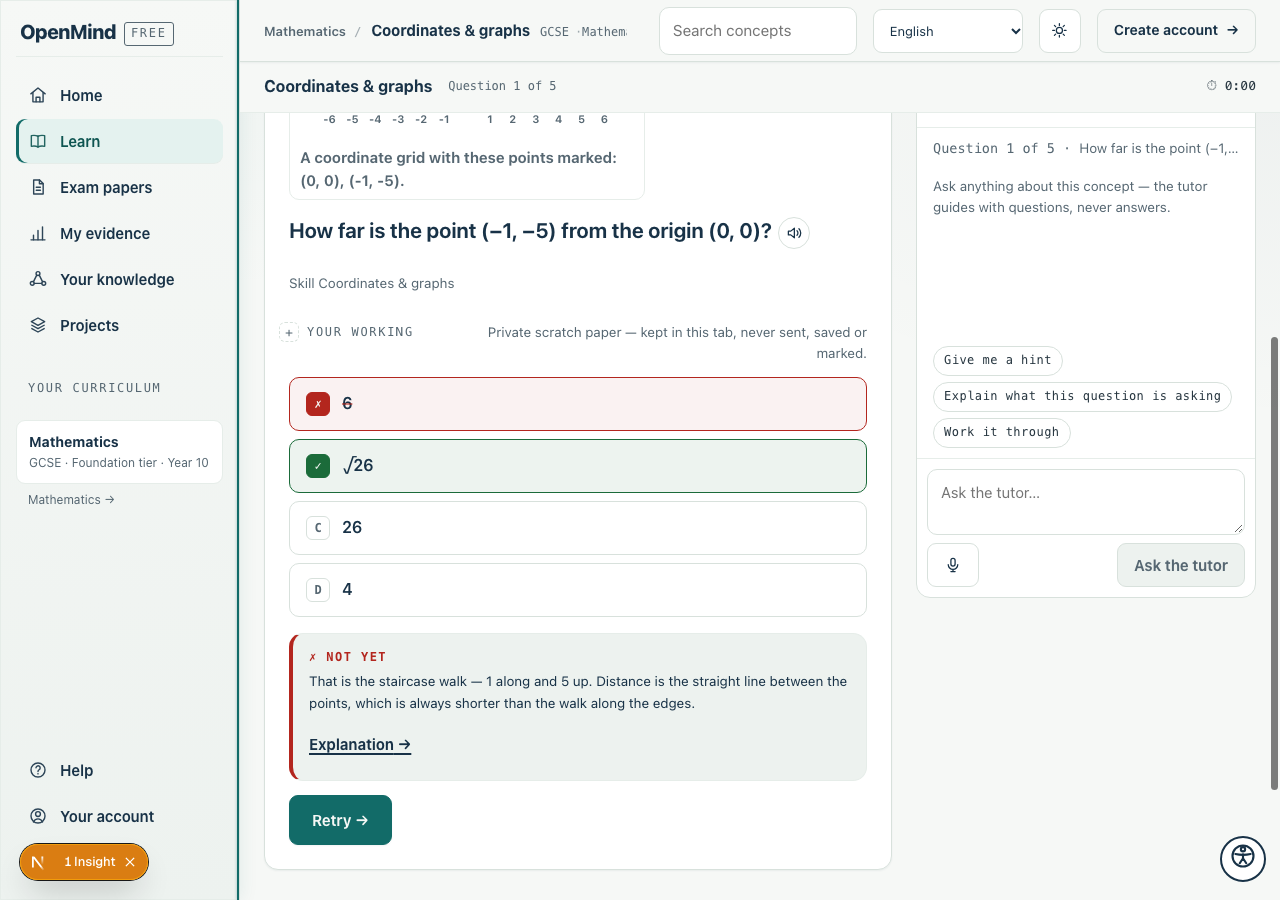 OpenMind FREE
Home
Learn
Exam papers
My evidence
Your knowledge
Projects
YOUR CURRICULUM
Mathematics
GCSE · Foundation tier · Year 10
Mathematics →
Help
Your account
1 Insight
Mathematics / Coordinates & graphs GCSE ·Mathem
Search concepts
English
Create account →
Coordinates & graphs Question 1 of 5
0:00
-6 -5 -4 -3 -2 -1 1 2 3 4 5 6
A coordinate grid with these points marked:
(0, 0), (-1, -5).
How far is the point (−1, −5) from the origin (0, 0)?
Skill Coordinates & graphs
+ YOUR WORKING
Private scratch paper — kept in this tab, never sent, saved or
marked.
✗ 6
✓ √26
C 26
D 4
✗ NOT YET
That is the staircase walk — 1 along and 5 up. Distance is the straight line between the
points, which is always shorter than the walk along the edges.
Explanation →
Retry →
Question 1 of 5 · How far is the point (−1,…
Ask anything about this concept — the tutor
guides with questions, never answers.
Give me a hint
Explain what this question is asking
Work it through
Ask the tutor…
Ask the tutor